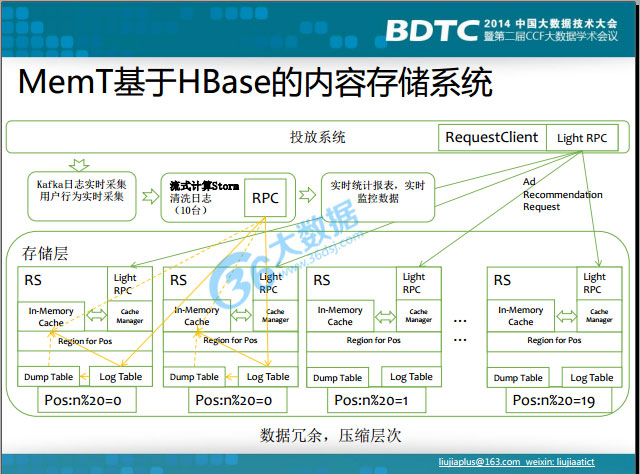 BDTC 2014 中国大数据技术大会
暨第二届CCF大数据学术会议
MemT基于HBase的内容存储系统
投放系统
RequestClient
Light RPC
Kafka日志实时采集
用户行为实时采集
流式计算Storm
清洗日志
（10台）
RPC
实时统计报表，实时
监控数据
Ad
Recommendation
Request
36大数据
www.36dsj.com
存储层
RS
Light
RPC
In-Memory
Cache
Cache
Manager
Region for Pos
Dump Table
Log Table
Pos:n%20=0
RS
Light
RPC
In-Memory
Cache
Cache
Manager
Region for Pos
Dump Table
Log Table
Pos:n%20=0
RS
Light
RPC
In-Memory
Cache
Cache
Manager
Region for Pos
Dump Table
Log Table
Pos:n%20=1
...
...
RS
Light
RPC
In-Memory
Cache
Cache
Manager
Region for Pos
Dump Table
Log Table
Pos:n%20=19
数据冗余，压缩层次
liujiaplus@163.com weixin: liujiaatict